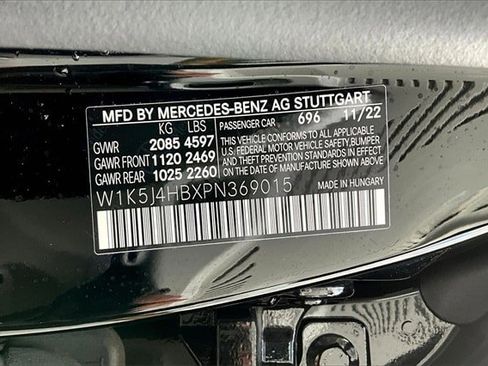 MFD BY MERCEDES-BENZ AG STUTTGART
KG LBS PASSENGER CAR 696 11/22
GVWR 2085 4597
GAWR FRONT 1120 2469
GAWR REAR 1025 2260
THIS VEHICLE CONFORMS TO ALL APPLICABLE
U.S. FEDERAL MOTOR VEHICLE SAFETY, BUMPER
AND THEFT PREVENTION STANDARDS IN EFFECT
ON THE DATE OF MANUFACTURE SHOWN ABOVE.
W1K5J4HBXPN369015 MADE IN HUNGARY